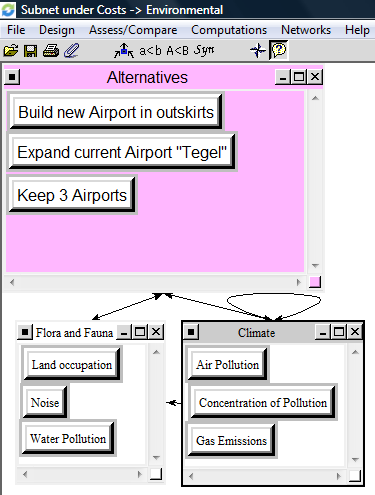 Subnet under Costs -> Environmental
File Design Assess/Compare Computations Networks Help
a<b A<B Syn
Alternatives
Build new Airport in outskirts
Expand current Airport "Tegel"
Keep 3 Airports
Flora and Fauna
Land occupation
Noise
Water Pollution
Climate
Air Pollution
Concentration of Pollution
Gas Emissions